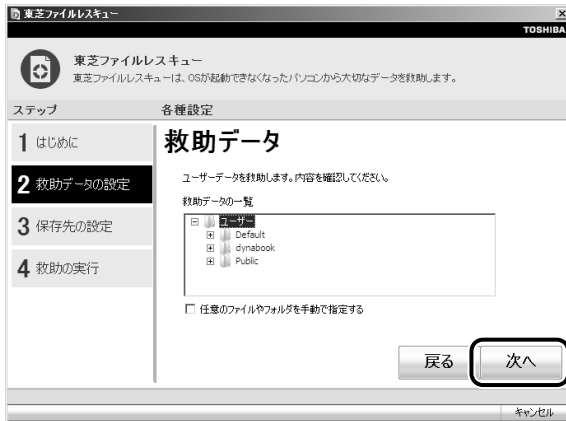 東芝ファイルレスキュー
TOSHIBA
東芝ファイルレスキュー
東芝ファイルレスキューは、OSが起動できなくなったパソコンから大切なデータを救助します。
ステップ
各種設定
1 はじめに
2 救助データの設定
3 保存先の設定
4 救助の実行
救助データ
ユーザーデータを救助します。内容を確認してください。
救助データの一覧
ユーザー
Default
dynabook
Public
任意のファイルやフォルダを手動で指定する
戻る
次へ
キャンセル